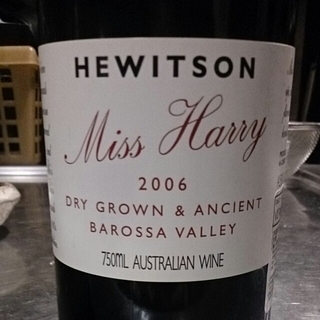 HEWITSON
Miss Harry
2006
DRY GROWN & ANCIENT
BAROSSA VALLEY
750ML AUSTRALIAN WINE